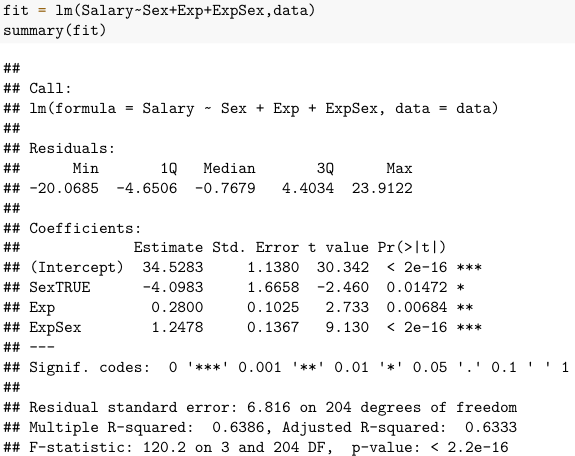 fit = lm(Salary~Sex+Exp+ExpSex,data)
summary(fit)
##
## Call:
## lm(formula = Salary ~ Sex + Exp + ExpSex, data = data)
##
## Residuals:
##      Min       1Q   Median       3Q      Max
## -20.0685  -4.6506  -0.7679   4.4034  23.9122
##
## Coefficients:
##             Estimate Std. Error t value Pr(>|t|)
## (Intercept)  34.5283     1.1380  30.342  < 2e-16 ***
## SexTRUE      -4.0983     1.6658  -2.460  0.01472 *
## Exp           0.2800     0.1025   2.733  0.00684 **
## ExpSex        1.2478     0.1367   9.130  < 2e-16 ***
## ---
## Signif. codes:  0 '***' 0.001 '**' 0.01 '*' 0.05 '.' 0.1 ' ' 1
##
## Residual standard error: 6.816 on 204 degrees of freedom
## Multiple R-squared:  0.6386, Adjusted R-squared:  0.6333
## F-statistic: 120.2 on 3 and 204 DF,  p-value: < 2.2e-16